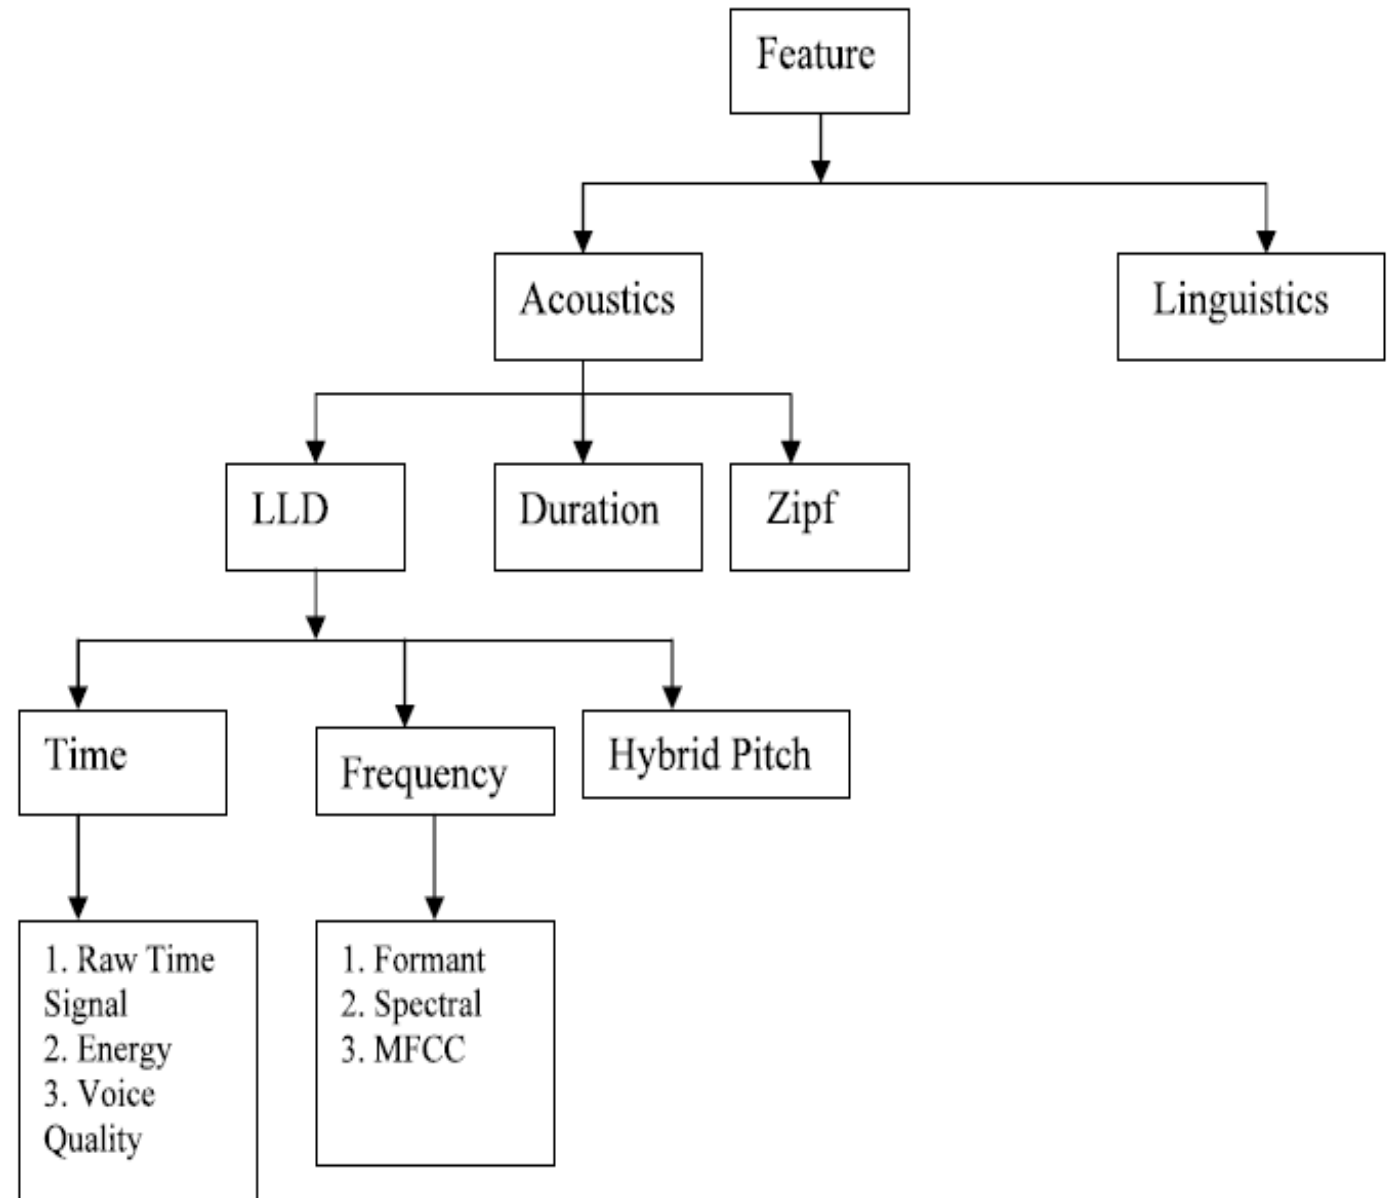 Feature
Acoustics
Linguistics
LLD
Duration
Zipf
Time
Frequency
Hybrid Pitch
1. Raw Time
Signal
2. Energy
3. Voice
Quality
1. Formant
2. Spectral
3. MFCC